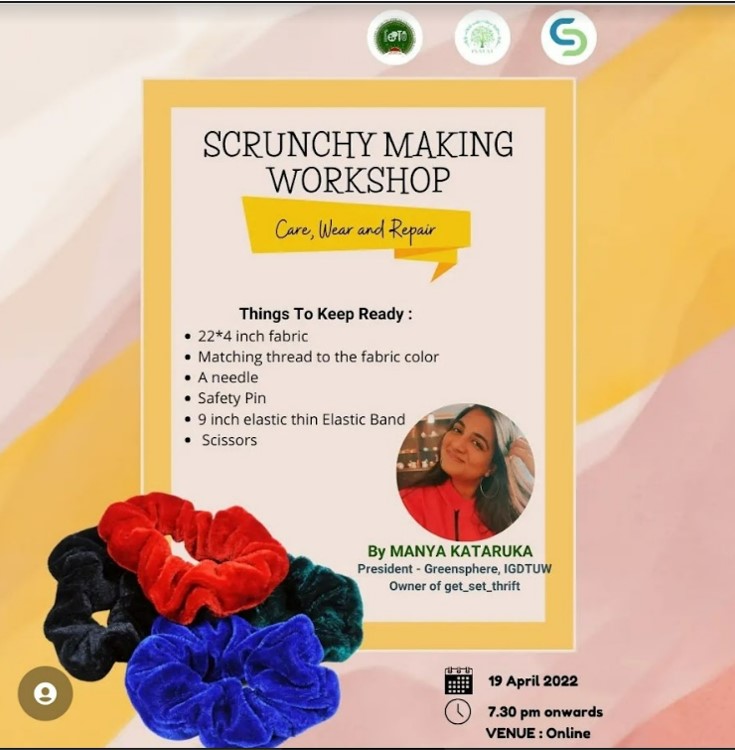 SCRUNCHY MAKING
WORKSHOP
Care, Wear and Repair
Things To Keep Ready :
• 22*4 inch fabric
• Matching thread to the fabric color
• A needle
• Safety Pin
• 9 inch elastic thin Elastic Band
• Scissors
By MANYA KATARUKA
President - Greensphere, IGDTUW
Owner of get_set_thrift
19 April 2022
7.30 pm onwards
VENUE : Online